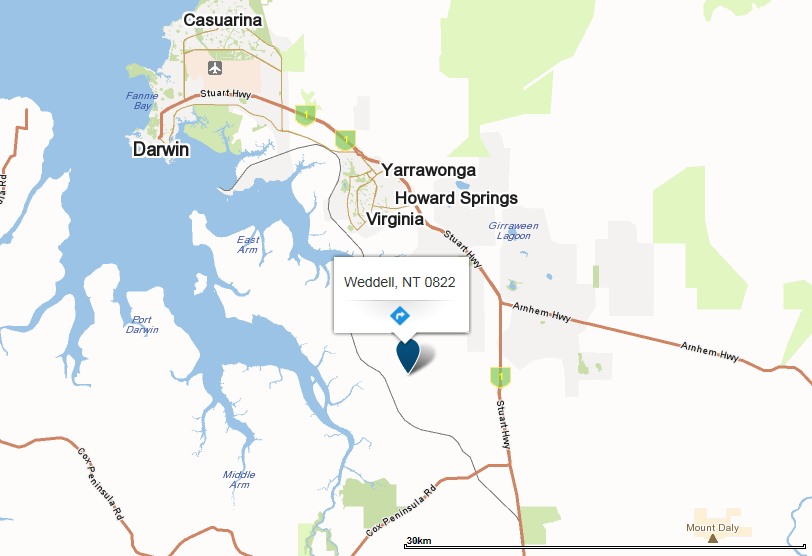 Casuarina
Stuart Hwy
Fannie
Bay
1
1
Darwin
Yarrawonga
Howard Springs
Virginia
Girraween
Lagoon
Stuart Hwy
East
Arm
Weddell, NT 0822
Arnhem Hwy
Port
Darwin
Arnhem Hwy
1
Stuart Hwy
Cox Peninsula Rd
Middle
Arm
Cox Peninsula Rd
Mount Daly
30km